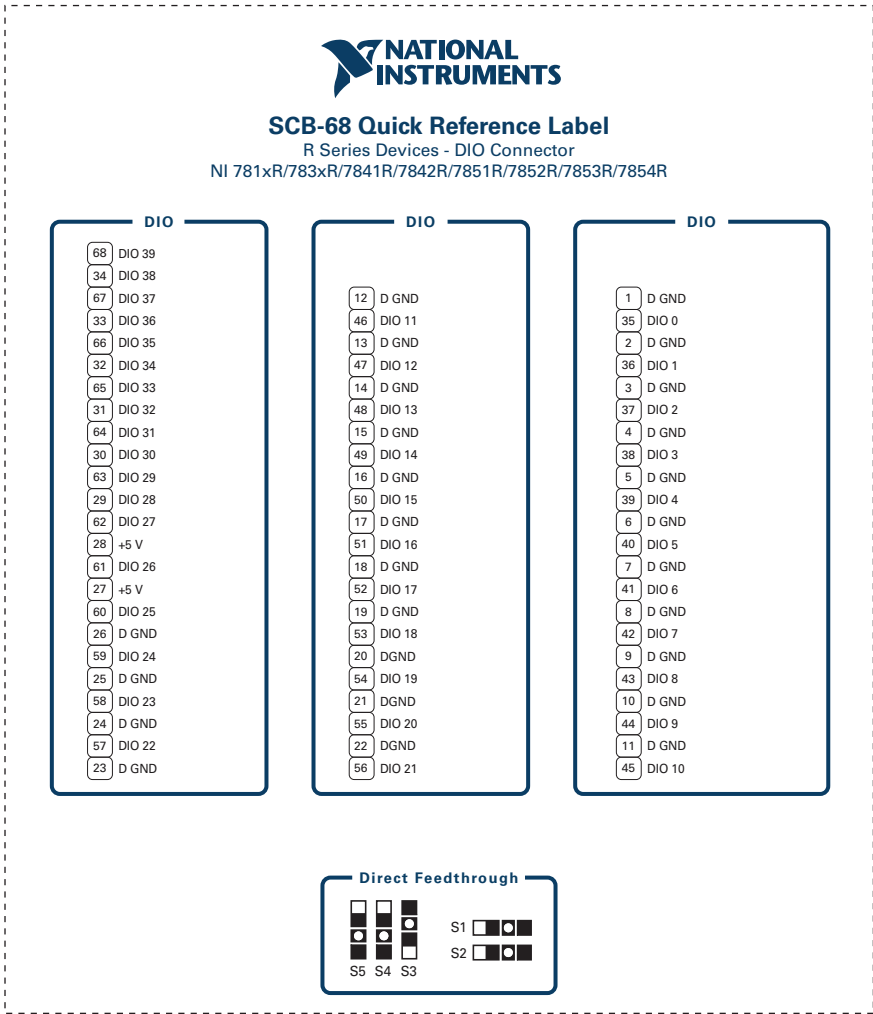 NATIONAL
INSTRUMENTS
SCB-68 Quick Reference Label
R Series Devices - DIO Connector
NI 781xR/783xR/7841R/7842R/7851R/7852R/7853R/7854R
DIO
68 DIO 39
34 DIO 38
67 DIO 37
33 DIO 36
66 DIO 35
32 DIO 34
65 DIO 33
31 DIO 32
64 DIO 31
30 DIO 30
63 DIO 29
29 DIO 28
62 DIO 27
28 +5 V
61 DIO 26
27 +5 V
60 DIO 25
26 D GND
59 DIO 24
25 D GND
58 DIO 23
24 D GND
57 DIO 22
23 D GND
DIO
12 D GND
46 DIO 11
13 D GND
47 DIO 12
14 D GND
48 DIO 13
15 D GND
49 DIO 14
16 D GND
50 DIO 15
17 D GND
51 DIO 16
18 D GND
52 DIO 17
19 D GND
53 DIO 18
20 DGND
54 DIO 19
21 DGND
55 DIO 20
22 DGND
56 DIO 21
DIO
1 D GND
35 DIO 0
2 D GND
36 DIO 1
3 D GND
37 DIO 2
4 D GND
38 DIO 3
5 D GND
39 DIO 4
6 D GND
40 DIO 5
7 D GND
41 DIO 6
8 D GND
42 DIO 7
9 D GND
43 DIO 8
10 D GND
44 DIO 9
11 D GND
45 DIO 10
Direct Feedthrough
S5 S4 S3
S1
S2